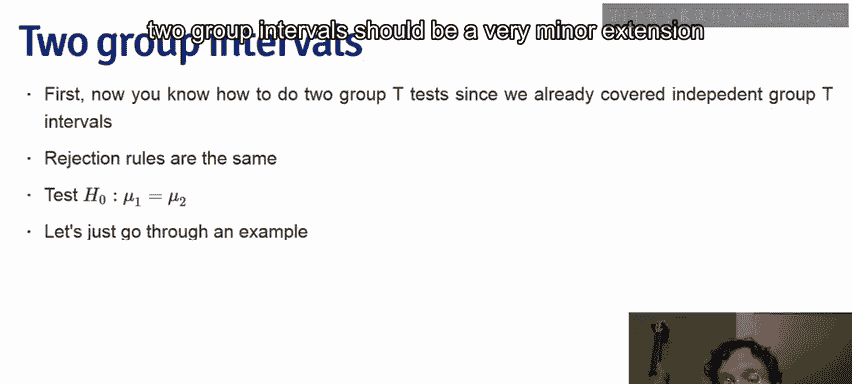 two group intervals should be a very minor extension
Two group intervals
· First, now you know how to do two group T tests since we already covered indepedent group T
intervals
· Rejection rules are the same
· Test H₀ : μ₁ = μ₂
· Let's just go through an example